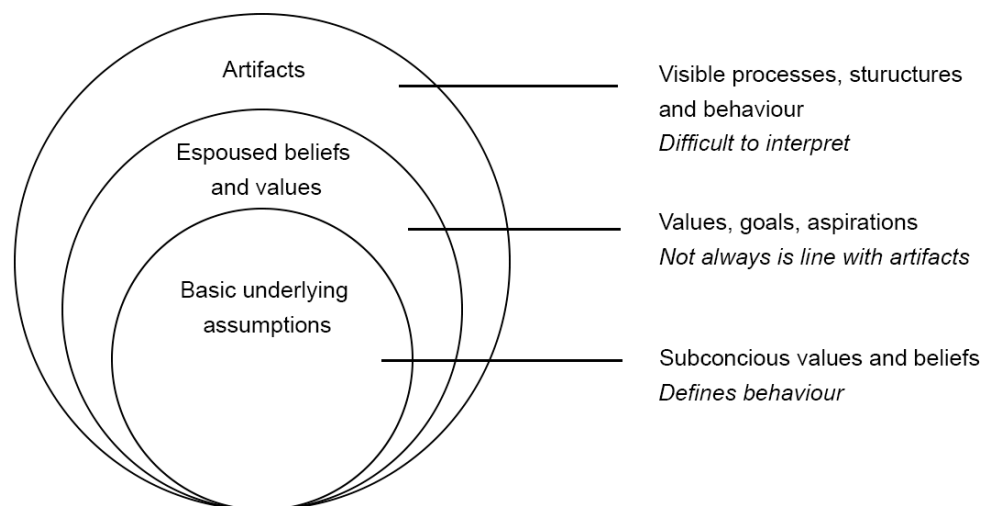 Artifacts
Visible processes, stuructures
and behaviour
Difficult to interpret
Espoused beliefs
and values
Values, goals, aspirations
Not always is line with artifacts
Basic underlying
assumptions
Subconcious values and beliefs
Defines behaviour